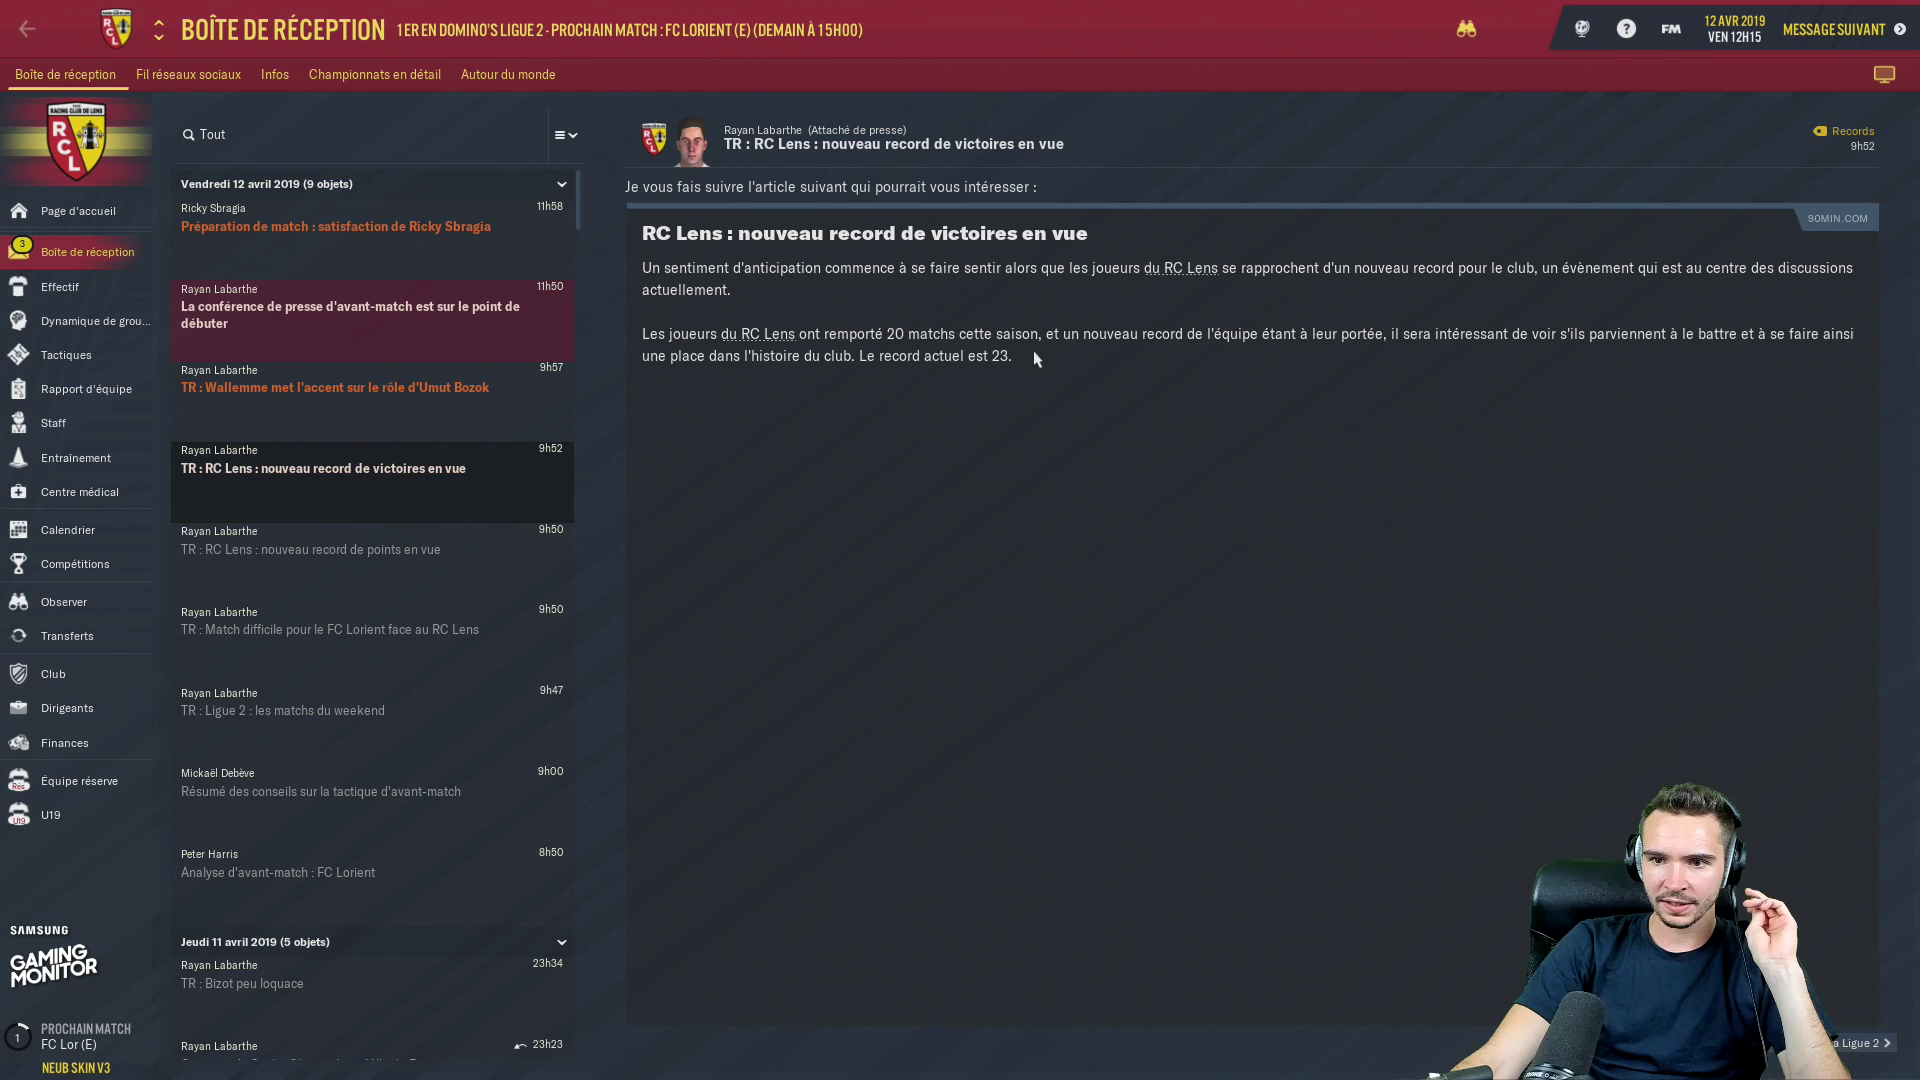 BOÎTE DE RÉCEPTION
1ER EN DOMINO'S LIGUE 2 - PROCHAIN MATCH : FC LORIENT (E) (DEMAIN À 15H00)
FM
12 AVR 2019
VEN 12H15
MESSAGE SUIVANT
Boîte de réception
Fil réseaux sociaux
Infos
Championnats en détail
Autour du monde
RACING CLUB DE LENS
RCL
Page d'accueil
3
Boîte de réception
Effectif
Dynamique de grou...
Tactiques
Rapport d'équipe
Staff
Entraînement
Centre médical
Calendrier
Compétitions
Observer
Transferts
Club
Dirigeants
Finances
Rés
Équipe réserve
U19
U19
SAMSUNG
GAMING
MONITOR
1
PROCHAIN MATCH
FC Lor (E)
NEUB SKIN V3
Tout
Vendredi 12 avril 2019 (9 objets)
Ricky Sbragia
11h58
Préparation de match : satisfaction de Ricky Sbragia
Rayan Labarthe
11h50
La conférence de presse d'avant-match est sur le point de
débuter
Rayan Labarthe
9h57
TR : Wallemme met l'accent sur le rôle d'Umut Bozok
Rayan Labarthe
9h52
TR : RC Lens : nouveau record de victoires en vue
Rayan Labarthe
9h50
TR : RC Lens : nouveau record de points en vue
Rayan Labarthe
9h50
TR : Match difficile pour le FC Lorient face au RC Lens
Rayan Labarthe
9h47
TR : Ligue 2 : les matchs du weekend
Mickaël Debève
9h00
Résumé des conseils sur la tactique d'avant-match
Peter Harris
8h50
Analyse d'avant-match : FC Lorient
Jeudi 11 avril 2019 (5 objets)
Rayan Labarthe
23h34
TR : Bizot peu loquace
Rayan Labarthe
23h23
RCL
Rayan Labarthe (Attaché de presse)
TR : RC Lens : nouveau record de victoires en vue
Records
9h52
Je vous fais suivre l'article suivant qui pourrait vous intéresser :
90MIN.COM
RC Lens : nouveau record de victoires en vue
Un sentiment d'anticipation commence à se faire sentir alors que les joueurs du RC Lens se rapprochent d'un nouveau record pour le club, un évènement qui est au centre des discussions
actuellement.
Les joueurs du RC Lens ont remporté 20 matchs cette saison, et un nouveau record de l'équipe étant à leur portée, il sera intéressant de voir s'ils parviennent à le battre et à se faire ainsi
une place dans l'histoire du club. Le record actuel est 23.
a Ligue 2